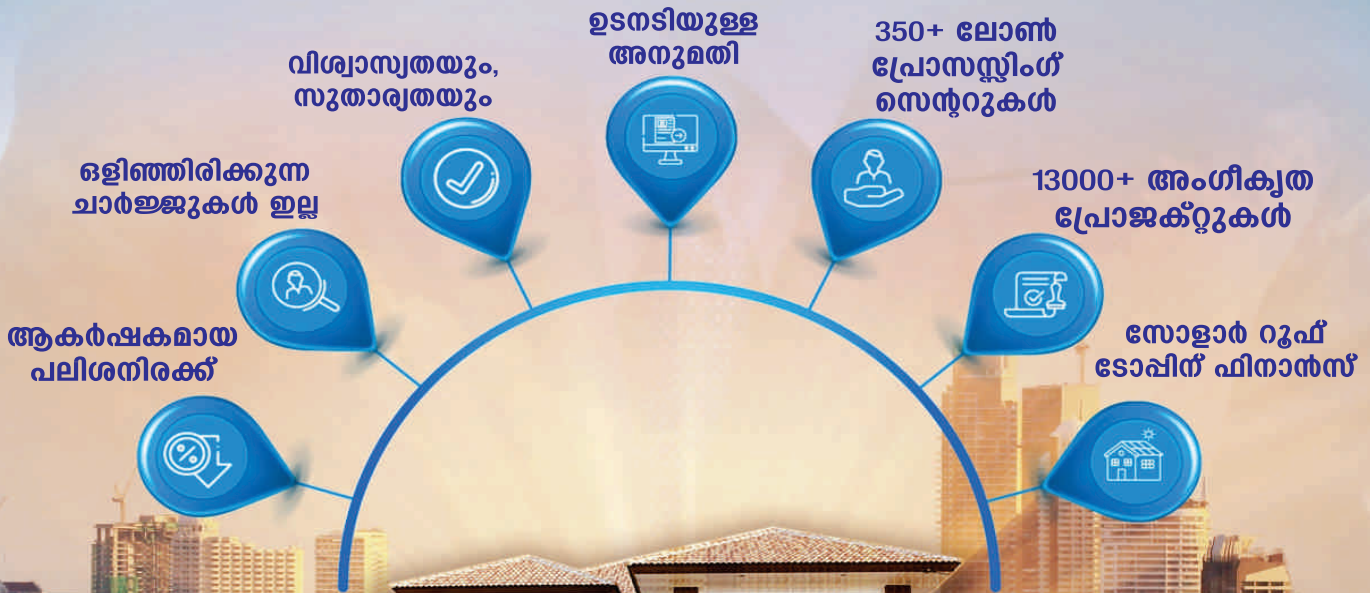 ആകർഷകമായ
പലിശനിരക്ക്
ഒളിഞ്ഞിരിക്കുന്ന
ചാർജ്ജുകൾ ഇല്ല
വിശ്വാസ്യതയും,
സുതാര്യതയും
ഉടനടിയുള്ള
അനുമതി
350+ ലോൺ
പ്രോസസ്സിംഗ്
സെന്ററുകൾ
13000+ അംഗീകൃത
പ്രോജക്റ്റുകൾ
സോളാർ റൂഫ്
ടോപ്പിന് ഫിനാൻസ്